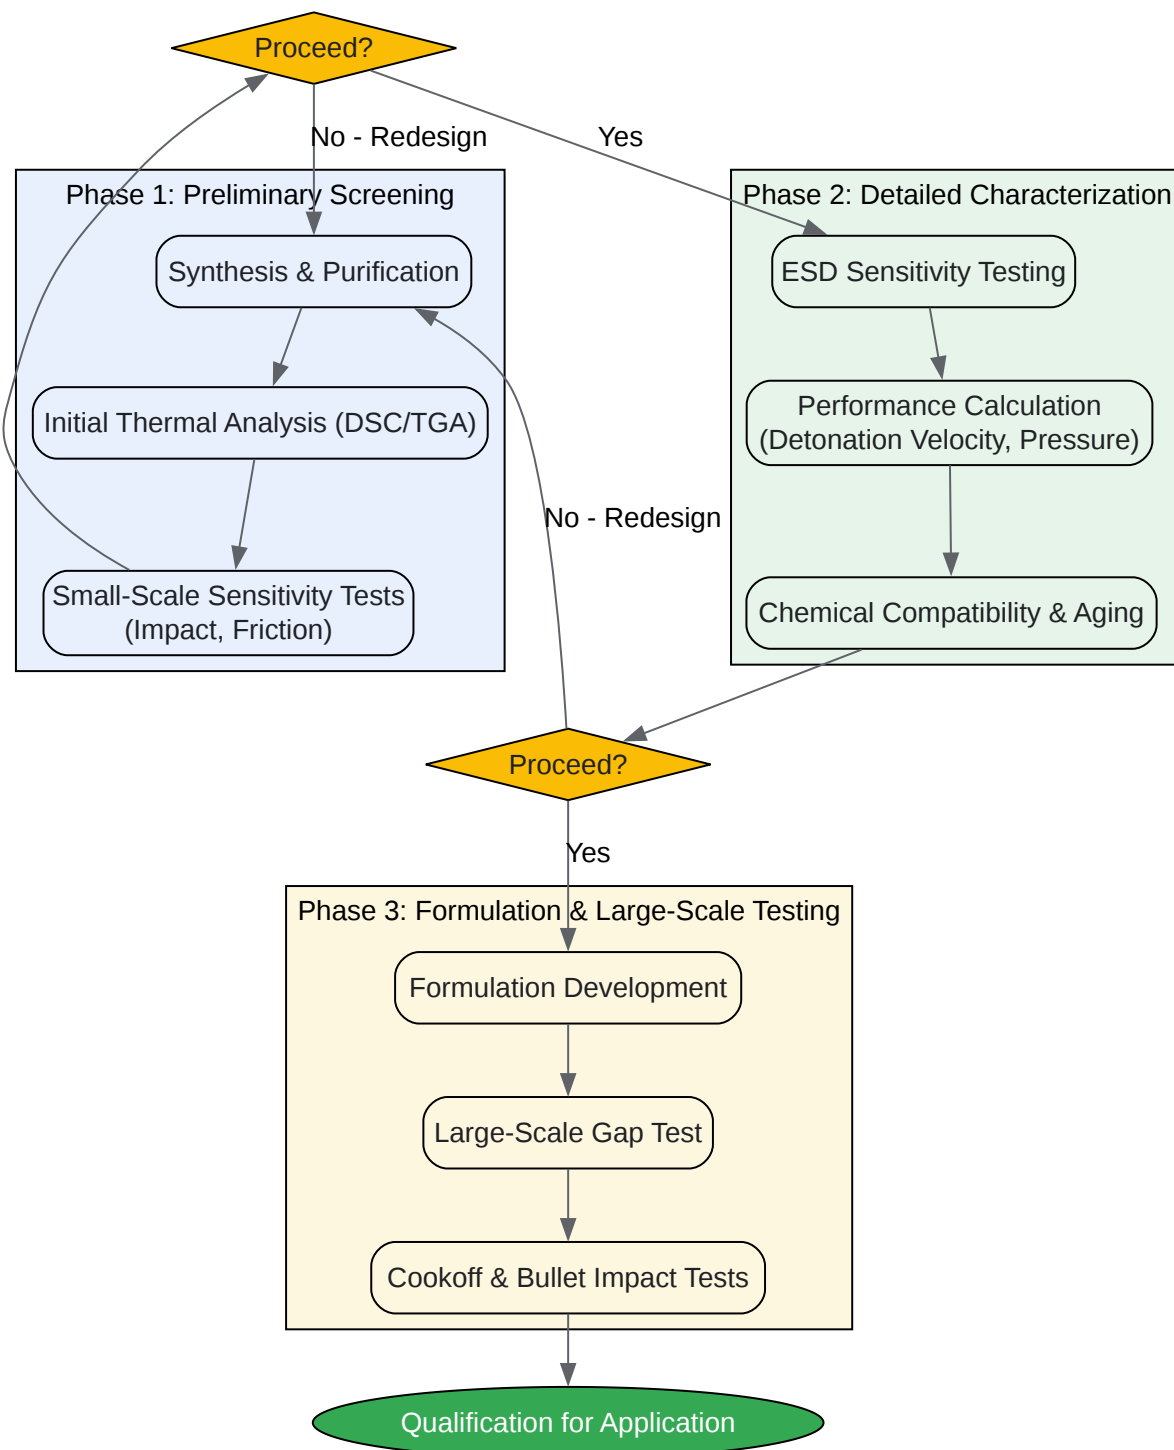 Proceed?
No - Redesign
Yes
Phase 1: Preliminary Screening
Synthesis & Purification
Initial Thermal Analysis (DSC/TGA)
Small-Scale Sensitivity Tests
(Impact, Friction)
Phase 2: Detailed Characterization
ESD Sensitivity Testing
Performance Calculation
(Detonation Velocity, Pressure)
Chemical Compatibility & Aging
No - Redesign
Proceed?
Yes
Phase 3: Formulation & Large-Scale Testing
Formulation Development
Large-Scale Gap Test
Cookoff & Bullet Impact Tests
Qualification for Application